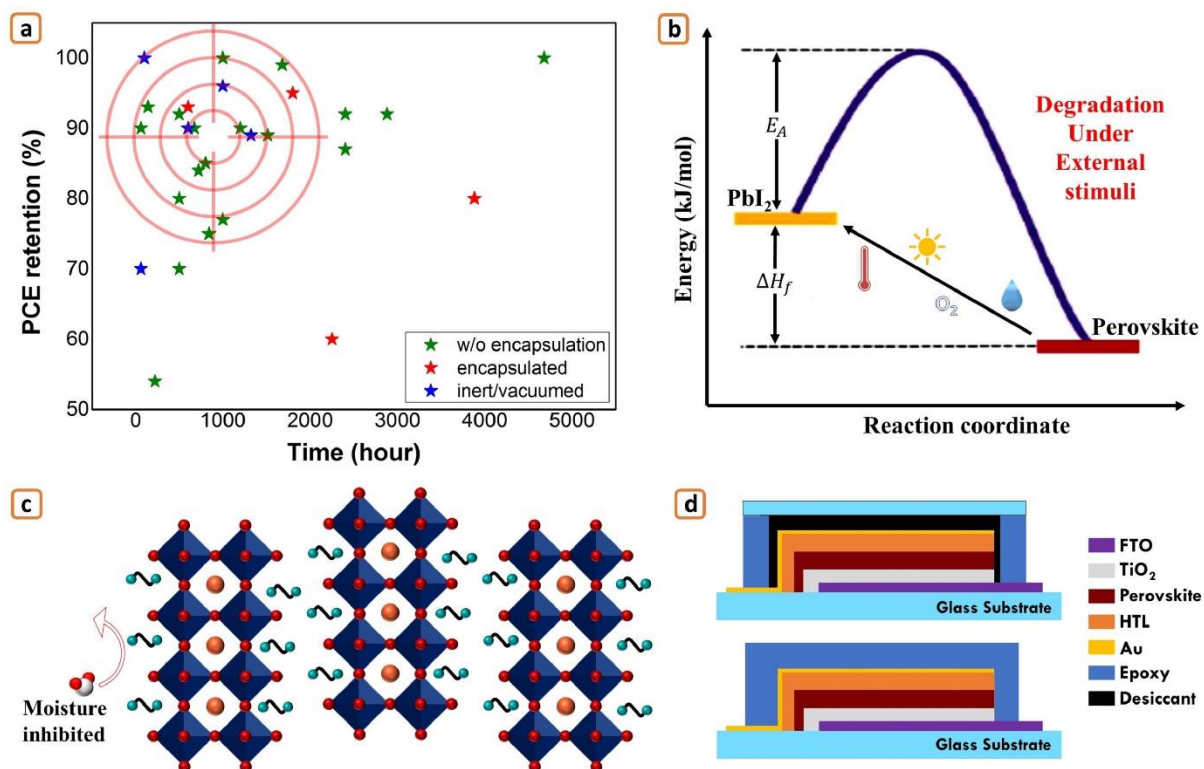 a
PCE retention (%)
100
90
80
70
60
50
0 1000 2000 3000 4000 5000
Time (hour)
w/o encapsulation
encapsulated
inert/vacuumed
b
Energy (kJ/mol)
E_A
PbI₂
ΔH_f
O₂
Degradation
Under
External
stimuli
Perovskite
Reaction coordinate
c
Moisture
inhibited
d
Glass Substrate
Glass Substrate
FTO
TiO₂
Perovskite
HTL
Au
Epoxy
Desiccant